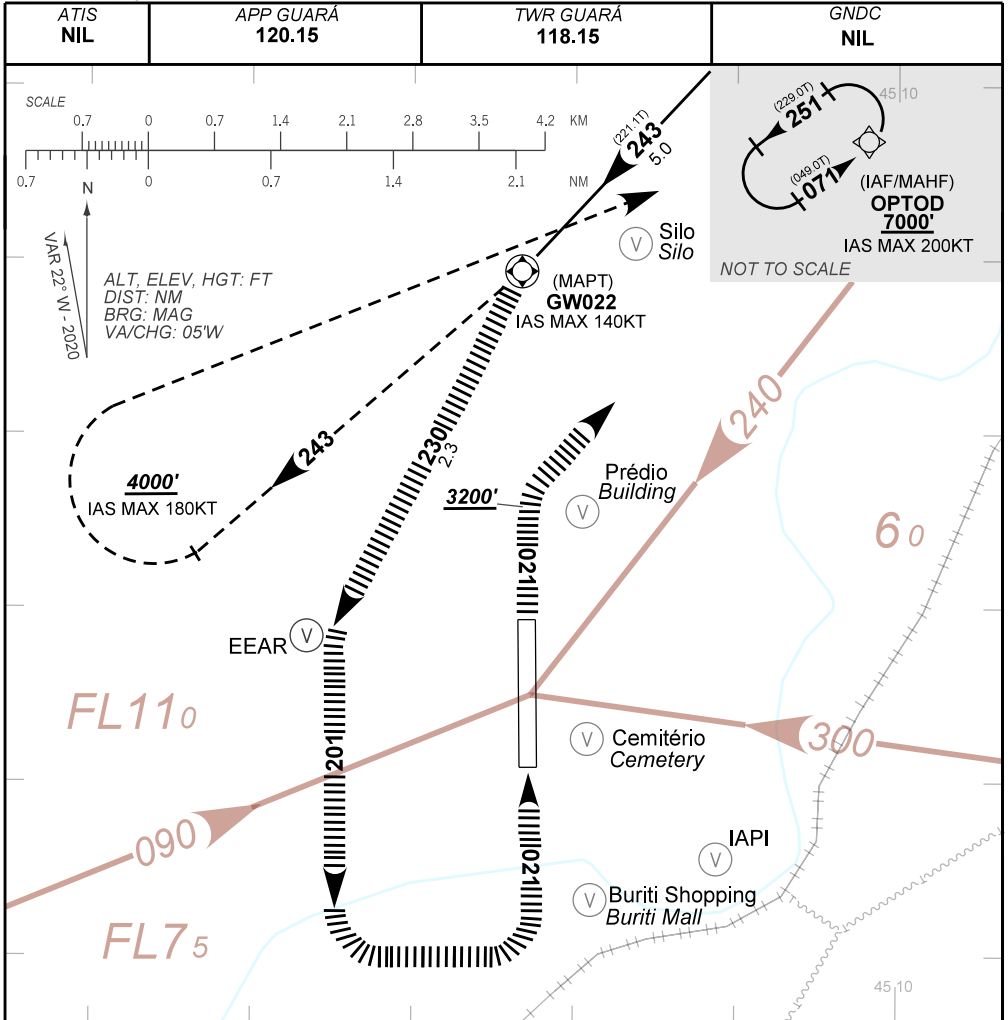 ATIS
NIL
APP GUARÁ
120.15
TWR GUARÁ
118.15
GNDC
NIL
SCALE
0.7 0 0.7 1.4 2.1 2.8 3.5 4.2 KM
0.7 0 0.7 1.4 2.1 NM
N
VAR 22° W - 2020
ALT, ELEV, HGT: FT
DIST: NM
BRG: MAG
VA/CHG: 05'W
(221.1T)
243
5.0
(229.0T)
251
(049.0T)
071
45 10
(IAF/MAHF)
OPTOD
7000'
IAS MAX 200KT
NOT TO SCALE
V
Silo
Silo
(MAPT)
GW022
IAS MAX 140KT
240
243
230
2.3
4000'
IAS MAX 180KT
3200'
Prédio
Building
V
021
6 0
EEAR
V
FL11 0
201
V
Cemitério
Cemetery
300
090
021
IAPI
V
V
Buriti Shopping
Buriti Mall
FL7 5
45 10